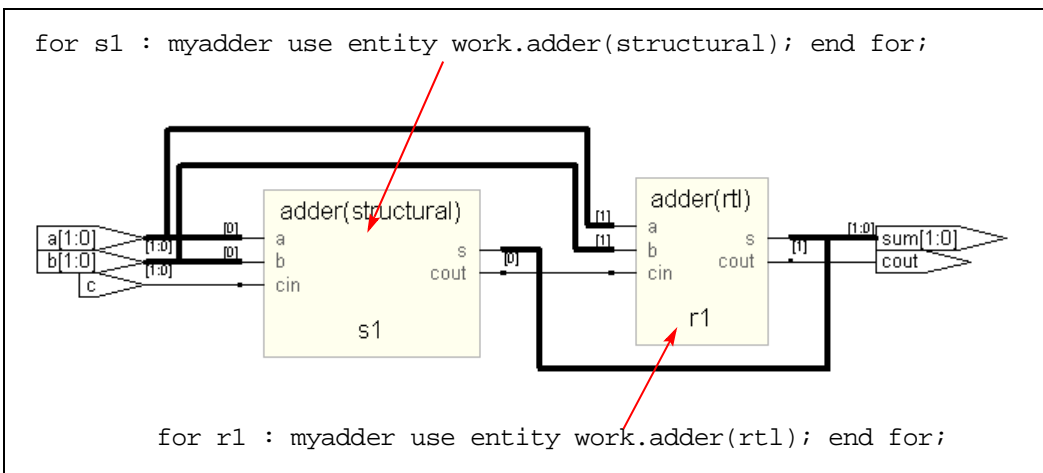 for s1 : myadder use entity work.adder(structural); end for;
adder(structural)
a
b
cin
s
cout
s1
adder(rtl)
a
b
cin
s
cout
r1
a[1:0]
b[1:0]
c
[1:0]
[1:0]
[0]
[0]
[0]
[1]
[1]
[1]
[1:0]
sum[1:0]
cout
for r1 : myadder use entity work.adder(rtl); end for;